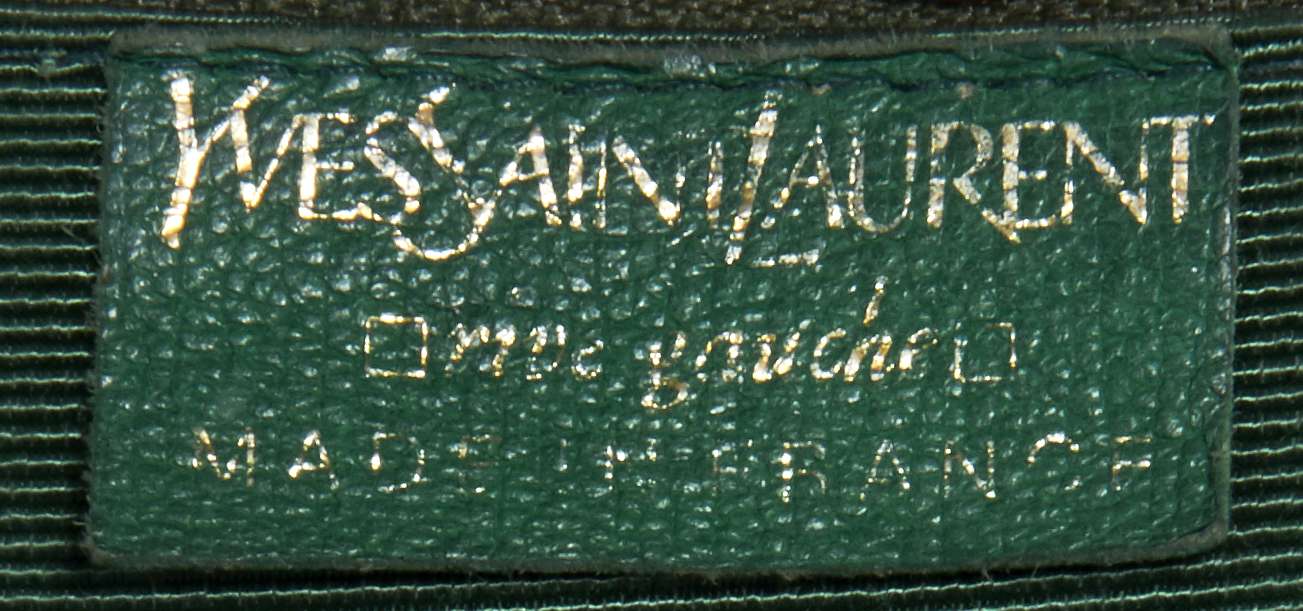 YVES SAINT LAURENT
rive gauche
MADE IN FRANCE